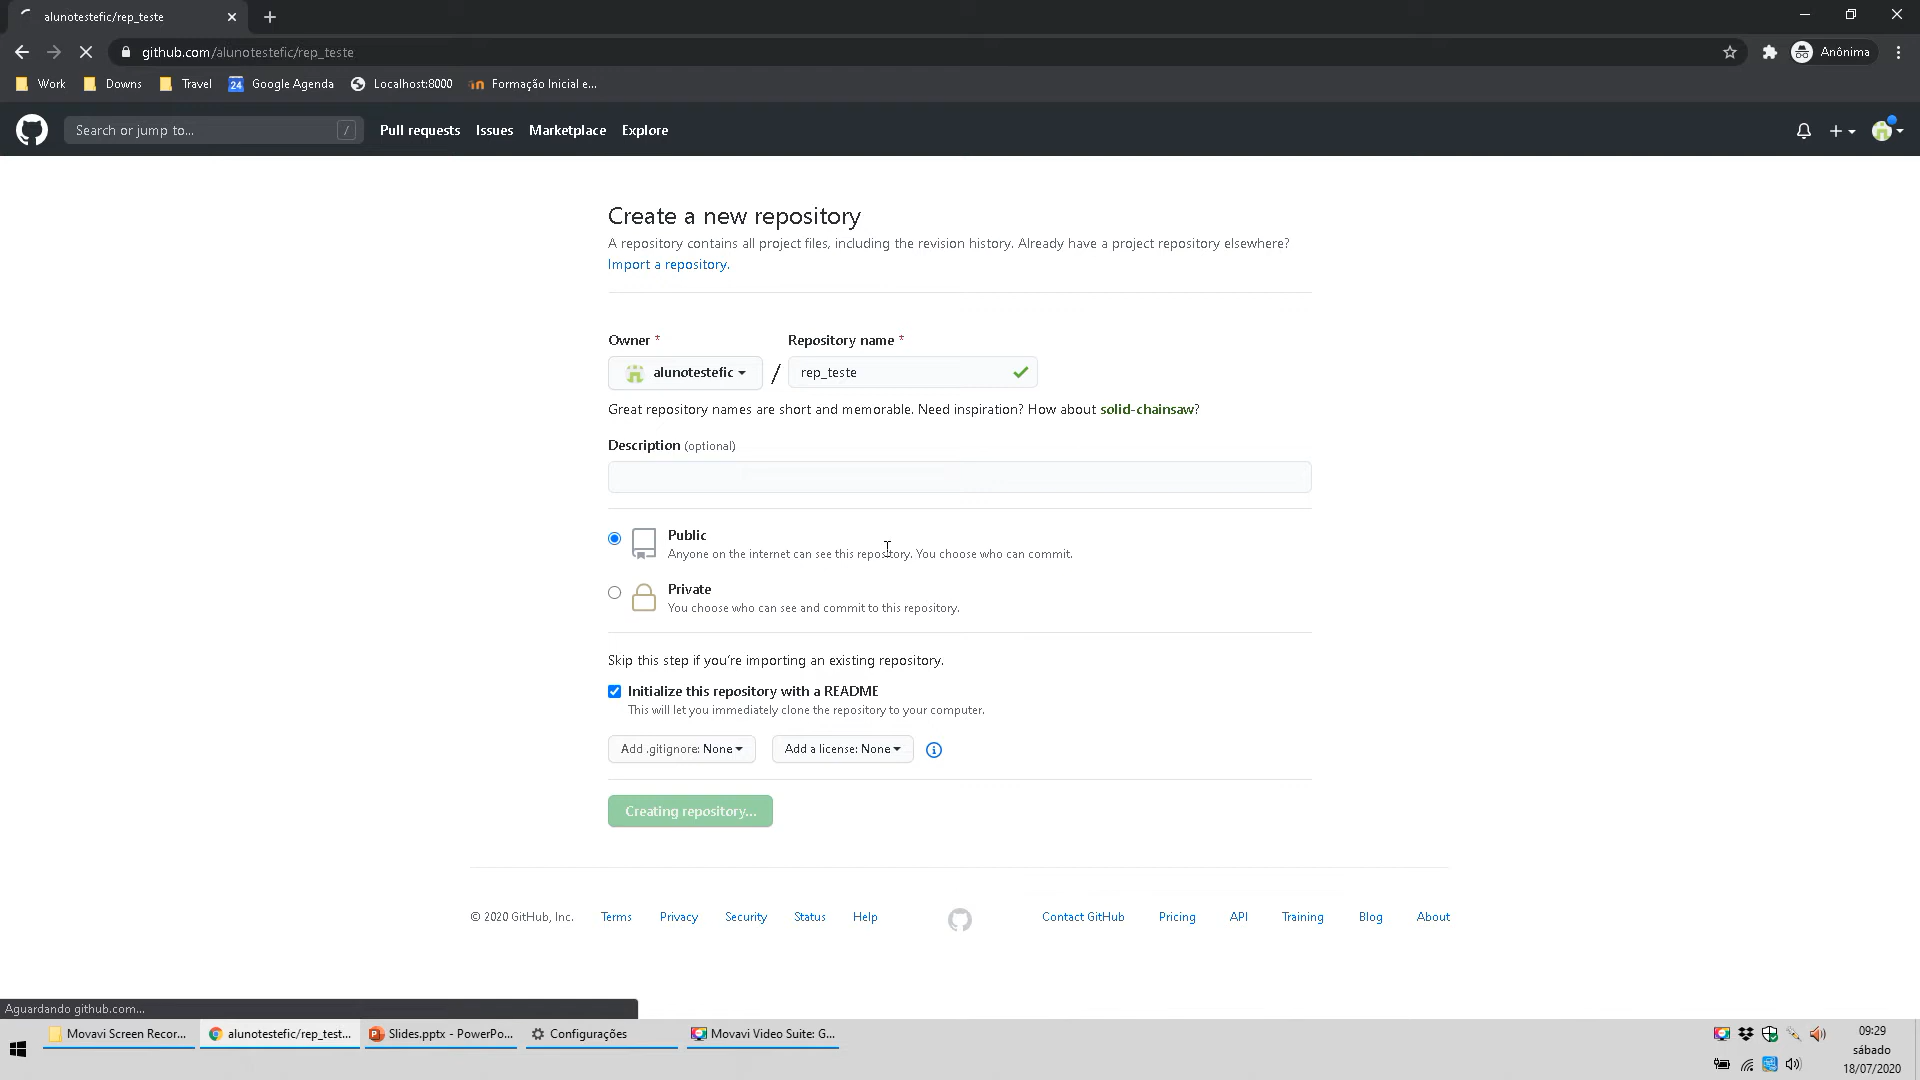 alunotestefic/rep_teste
github.com/alunotestefic/rep_teste
Anônima
Work
Downs
Travel
24
Google Agenda
Localhost:8000
Formação Inicial e...
Search or jump to...
/
Pull requests
Issues
Marketplace
Explore
Create a new repository
A repository contains all project files, including the revision history. Already have a project repository elsewhere?
Import a repository.
Owner *
Repository name *
alunotestefic
/
rep_teste
Great repository names are short and memorable. Need inspiration? How about solid-chainsaw?
Description (optional)
Public
Anyone on the internet can see this repository. You choose who can commit.
Private
You choose who can see and commit to this repository.
Skip this step if you're importing an existing repository.
Initialize this repository with a README
This will let you immediately clone the repository to your computer.
Add .gitignore: None
Add a license: None
Creating repository...
© 2020 GitHub, Inc.
Terms
Privacy
Security
Status
Help
Contact GitHub
Pricing
API
Training
Blog
About
Aguardando github.com...
Movavi Screen Recor...
alunotestefic/rep_test...
Slides.pptx - PowerPo...
Configurações
Movavi Video Suite: G...
09:29
sábado
18/07/2020